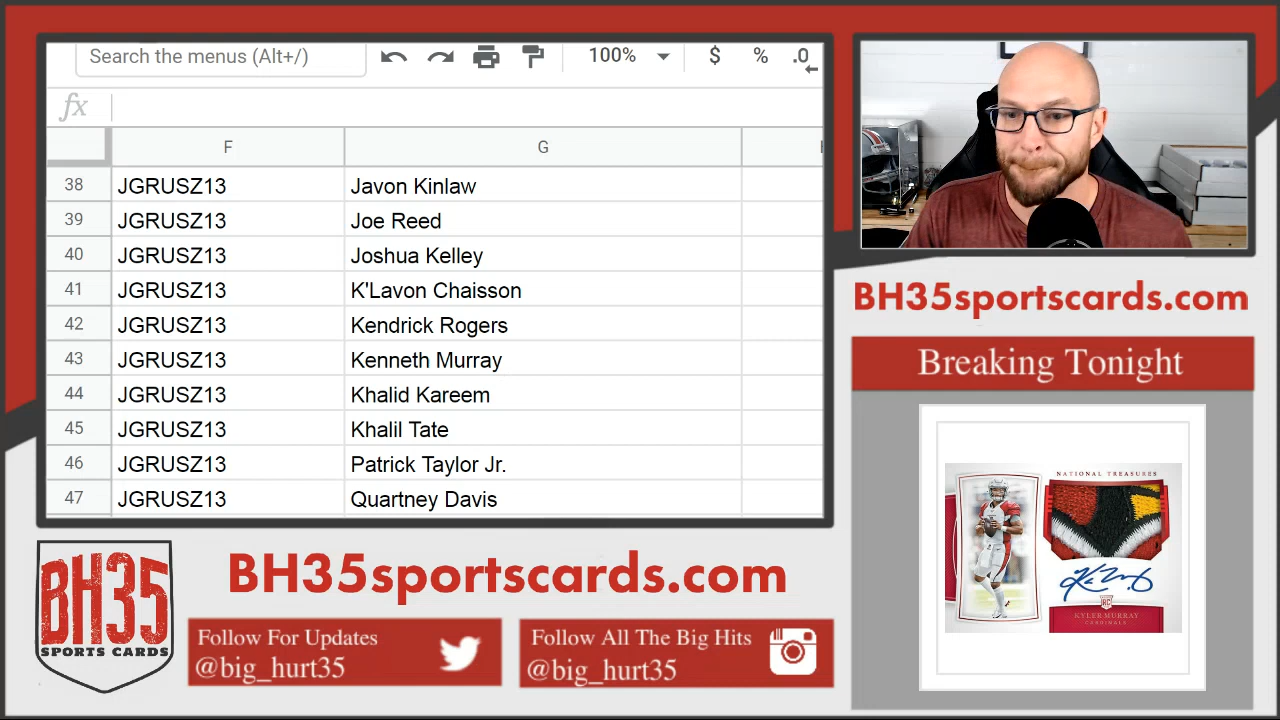 Search the menus (Alt+/)
100%
$
%
.0
fx
F
G
38 JGRUSZ13 Javon Kinlaw
39 JGRUSZ13 Joe Reed
40 JGRUSZ13 Joshua Kelley
41 JGRUSZ13 K'Lavon Chaisson
42 JGRUSZ13 Kendrick Rogers
43 JGRUSZ13 Kenneth Murray
44 JGRUSZ13 Khalid Kareem
45 JGRUSZ13 Khalil Tate
46 JGRUSZ13 Patrick Taylor Jr.
47 JGRUSZ13 Quartney Davis
BH35sportscards.com
Breaking Tonight
NATIONAL TREASURES
RC
KYLER MURRAY
CARDINALS
BH35
SPORTS CARDS
BH35sportscards.com
Follow For Updates
@big_hurt35
Follow All The Big Hits
@big_hurt35